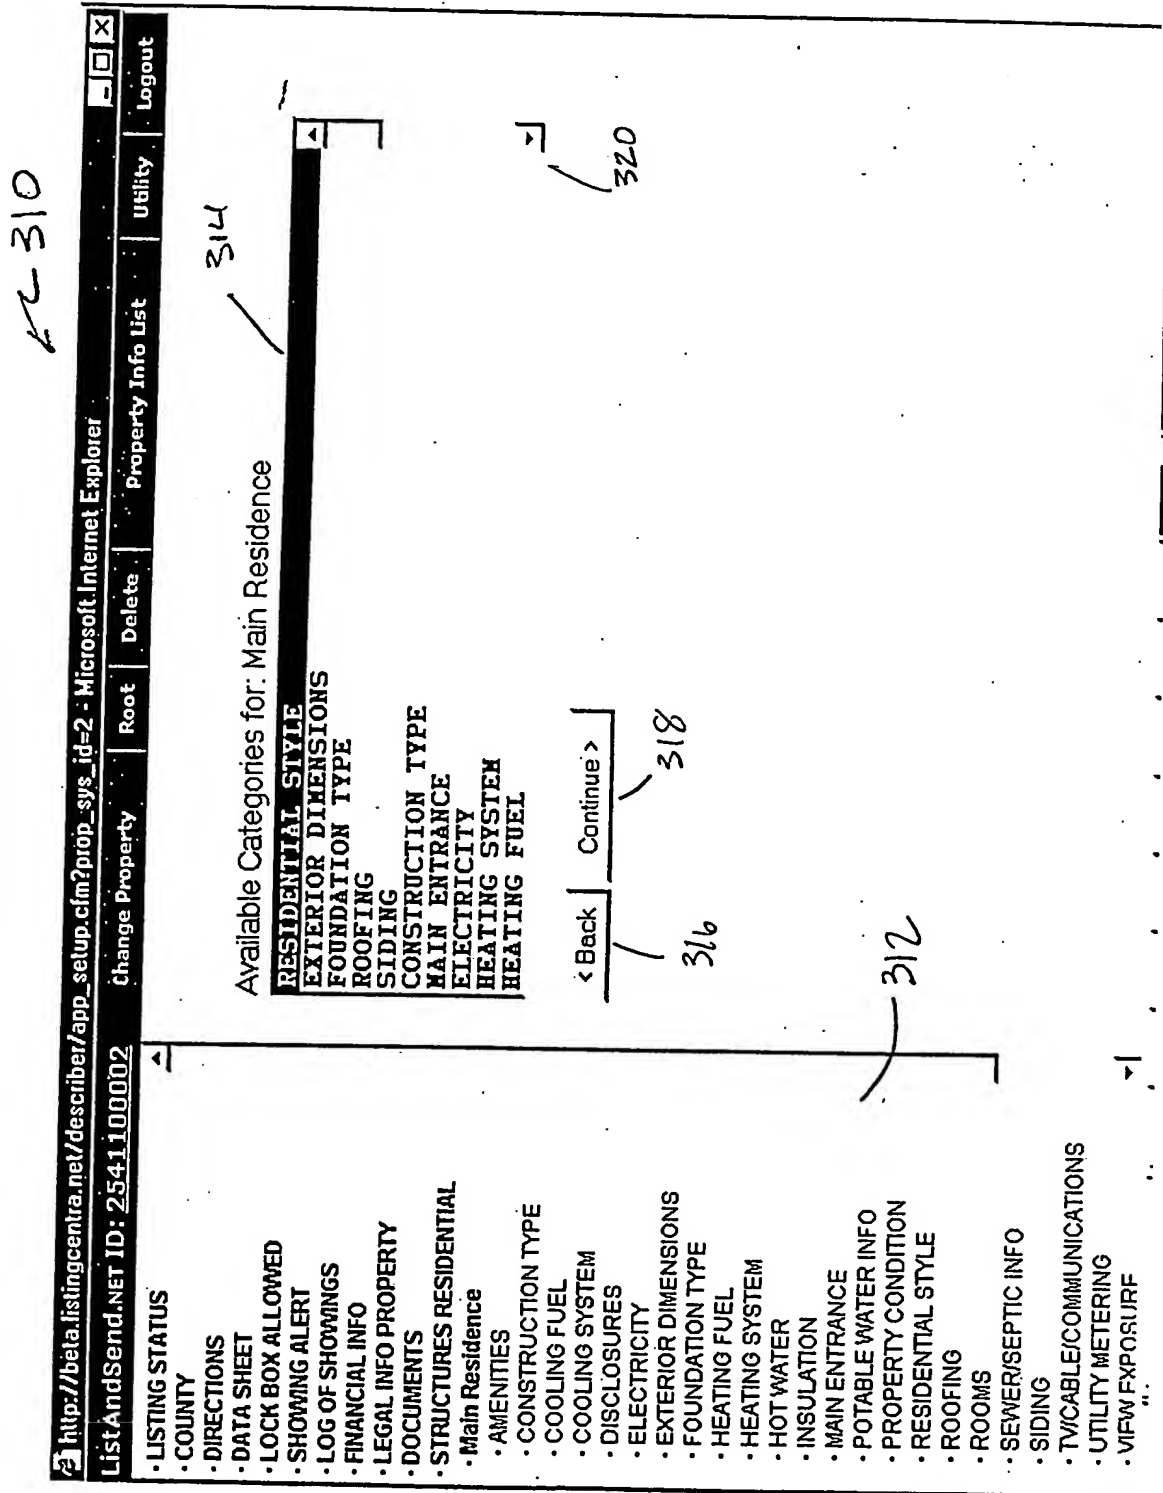 310
http://beta.listingcentra.net/describer/app_setup.cfm?prop_sys_id=2 - Microsoft Internet Explorer
ListAndSend.NET ID: 2541100002 Change Property Root Delete Property Info List Utility Logout
· LISTING STATUS
· COUNTY
· DIRECTIONS
· DATA SHEET
· LOCK BOX ALLOWED
· SHOWING ALERT
· LOG OF SHOWINGS
· FINANCIAL INFO
· LEGAL INFO PROPERTY
· DOCUMENTS
· STRUCTURES RESIDENTIAL
· Main Residence
· AMENITIES
· CONSTRUCTION TYPE
· COOLING FUEL
· COOLING SYSTEM
· DISCLOSURES
· ELECTRICITY
· EXTERIOR DIMENSIONS
· FOUNDATION TYPE
· HEATING FUEL
· HEATING SYSTEM
· HOT WATER
· INSULATION
· MAIN ENTRANCE
· POTABLE WATER INFO
· PROPERTY CONDITION
· RESIDENTIAL STYLE
· ROOFING
· ROOMS
· SEWER/SEPTIC INFO
· SIDING
· TV/CABLE/COMMUNICATIONS
· UTILITY METERING
· VIEW EXPOSURE
312
314
Available Categories for: Main Residence
RESIDENTIAL STYLE
EXTERIOR DIMENSIONS
FOUNDATION TYPE
ROOFING
SIDING
CONSTRUCTION TYPE
MAIN ENTRANCE
ELECTRICITY
HEATING SYSTEM
HEATING FUEL
320
< Back Continue >
316 318